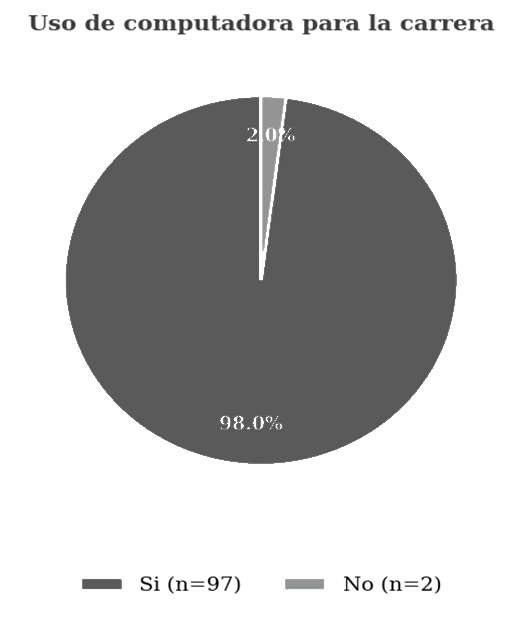 Uso de computadora para la carrera
2.0%
98.0%
Si (n=97)
No (n=2)